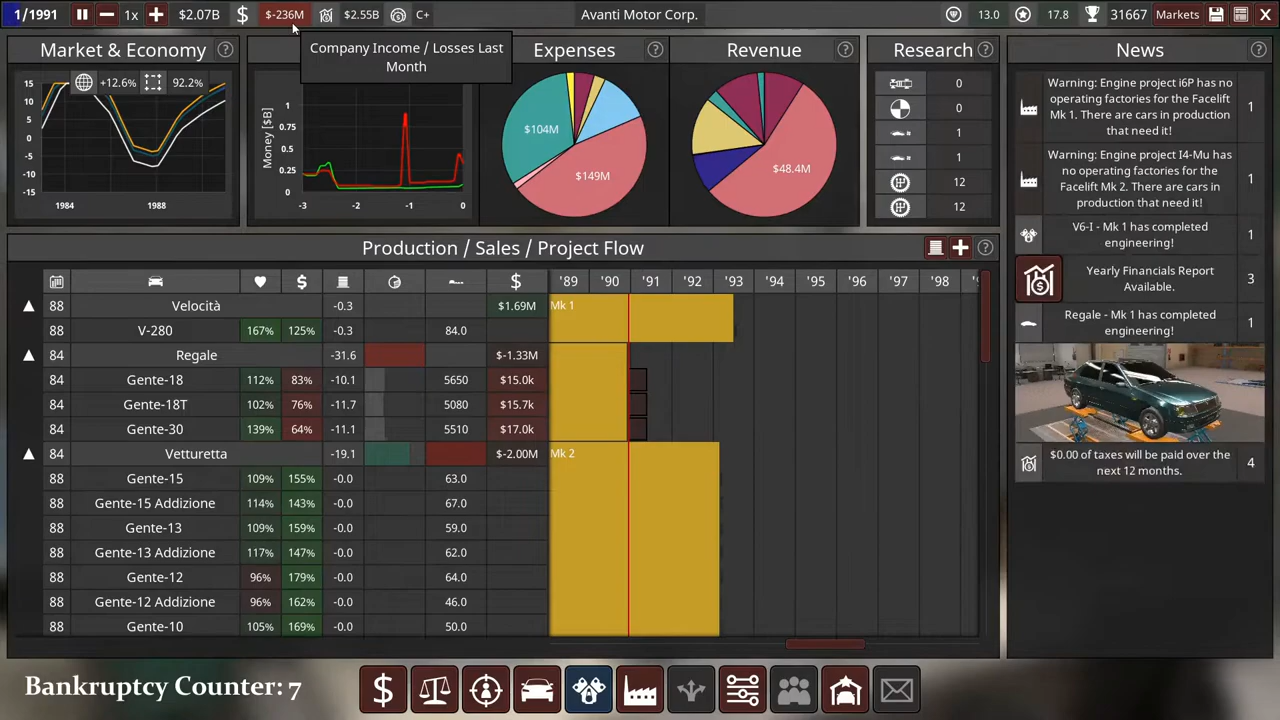 1/1991
1x
$2.07B
$
$-236M
$2.55B
C+
Avanti Motor Corp.
13.0
17.8
31667
Markets
Company Income / Losses Last
Month
Market & Economy
+12.6%
92.2%
15
10
5
0
-5
-10
-15
1984
1988
Money [$B]
1
0.75
0.5
0.25
0
-3
-2
-1
0
Expenses
$104M
$149M
Revenue
$48.4M
Research
0
0
1
1
12
12
News
Warning: Engine project i6P has no
operating factories for the Facelift
Mk 1. There are cars in production
that need it!
1
Warning: Engine project I4-Mu has
no operating factories for the
Facelift Mk 2. There are cars in
production that need it!
1
V6-I - Mk 1 has completed
engineering!
1
Yearly Financials Report
Available.
3
Regale - Mk 1 has completed
engineering!
1
$0.00 of taxes will be paid over the
next 12 months.
4
Production / Sales / Project Flow
$ $ '89 '90 '91 '92 '93 '94 '95 '96 '97 '98
88 Velocità -0.3 $1.69M Mk 1
88 V-280 167% 125% -0.3 84.0
84 Regale -31.6 $-1.33M
84 Gente-18 112% 83% -10.1 5650 $15.0k
84 Gente-18T 102% 76% -11.7 5080 $15.7k
84 Gente-30 139% 64% -11.1 5510 $17.0k
84 Vetturetta -19.1 $-2.00M Mk 2
88 Gente-15 109% 155% -0.0 63.0
88 Gente-15 Addizione 114% 143% -0.0 67.0
88 Gente-13 109% 159% -0.0 59.0
88 Gente-13 Addizione 117% 147% -0.0 62.0
88 Gente-12 96% 179% -0.0 64.0
88 Gente-12 Addizione 96% 162% -0.0 46.0
88 Gente-10 105% 169% -0.0 50.0
Bankruptcy Counter: 7
$